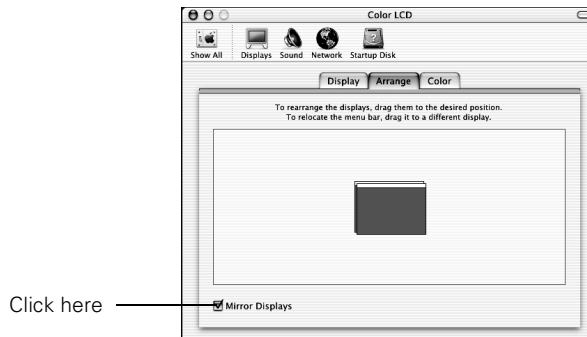 Color LCD
Show All Displays Sound Network Startup Disk
Display Arrange Color
To rearrange the displays, drag them to the desired position.
To relocate the menu bar, drag it to a different display.
Click here
Mirror Displays